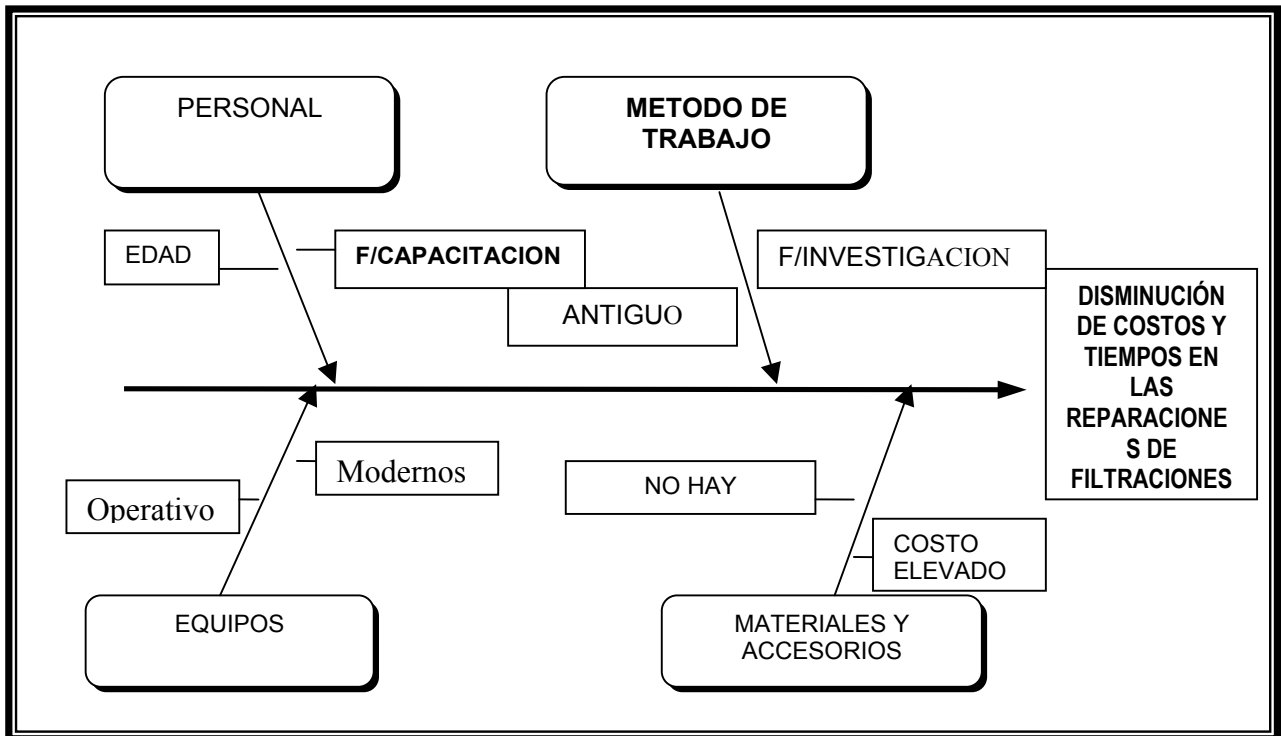 PERSONAL
METODO DE
TRABAJO
EDAD
F/CAPACITACION
F/INVESTIGACION
ANTIGUO
DISMINUCIÓN
DE COSTOS Y
TIEMPOS EN
LAS
REPARACIONE
S DE
FILTRACIONES
Modernos
Operativo
NO HAY
COSTO
ELEVADO
EQUIPOS
MATERIALES Y
ACCESORIOS